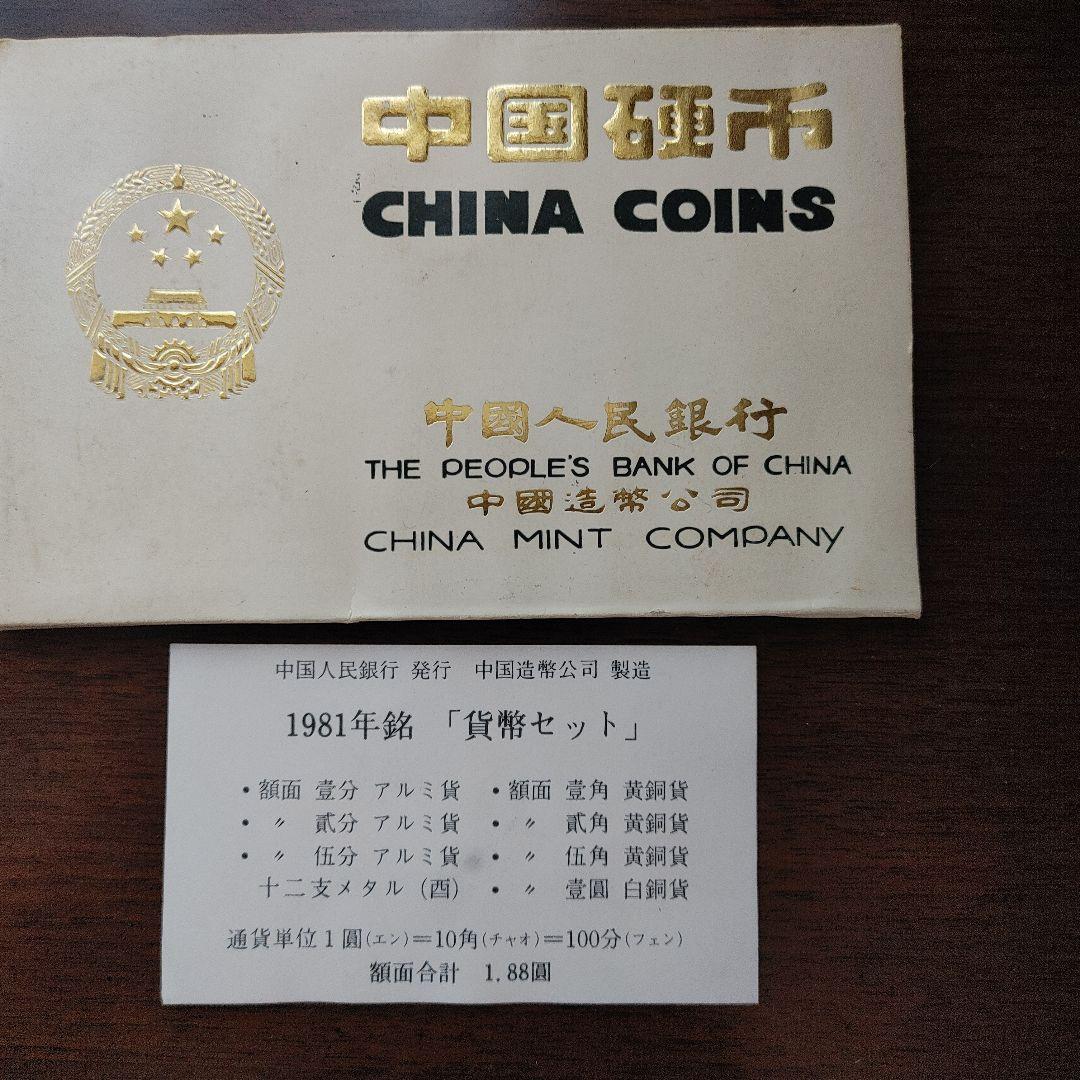 中国硬币
CHINA COINS
中國人民銀行
THE PEOPLE'S BANK OF CHINA
中國造幣公司
CHINA MINT COMPANY
中国人民銀行 発行　中国造幣公司 製造
1981年銘 「貨幣セット」
・額面 壹分 アルミ貨 ・額面 壹角 黄銅貨
・〃 貳分 アルミ貨 ・〃 貳角 黄銅貨
・〃 伍分 アルミ貨 ・〃 伍角 黄銅貨
十二支メタル (酉) ・〃 壹圓 白銅貨
通貨単位1圓(エン)=10角(チャオ)=100分(フェン)
額面合計 1.88圓